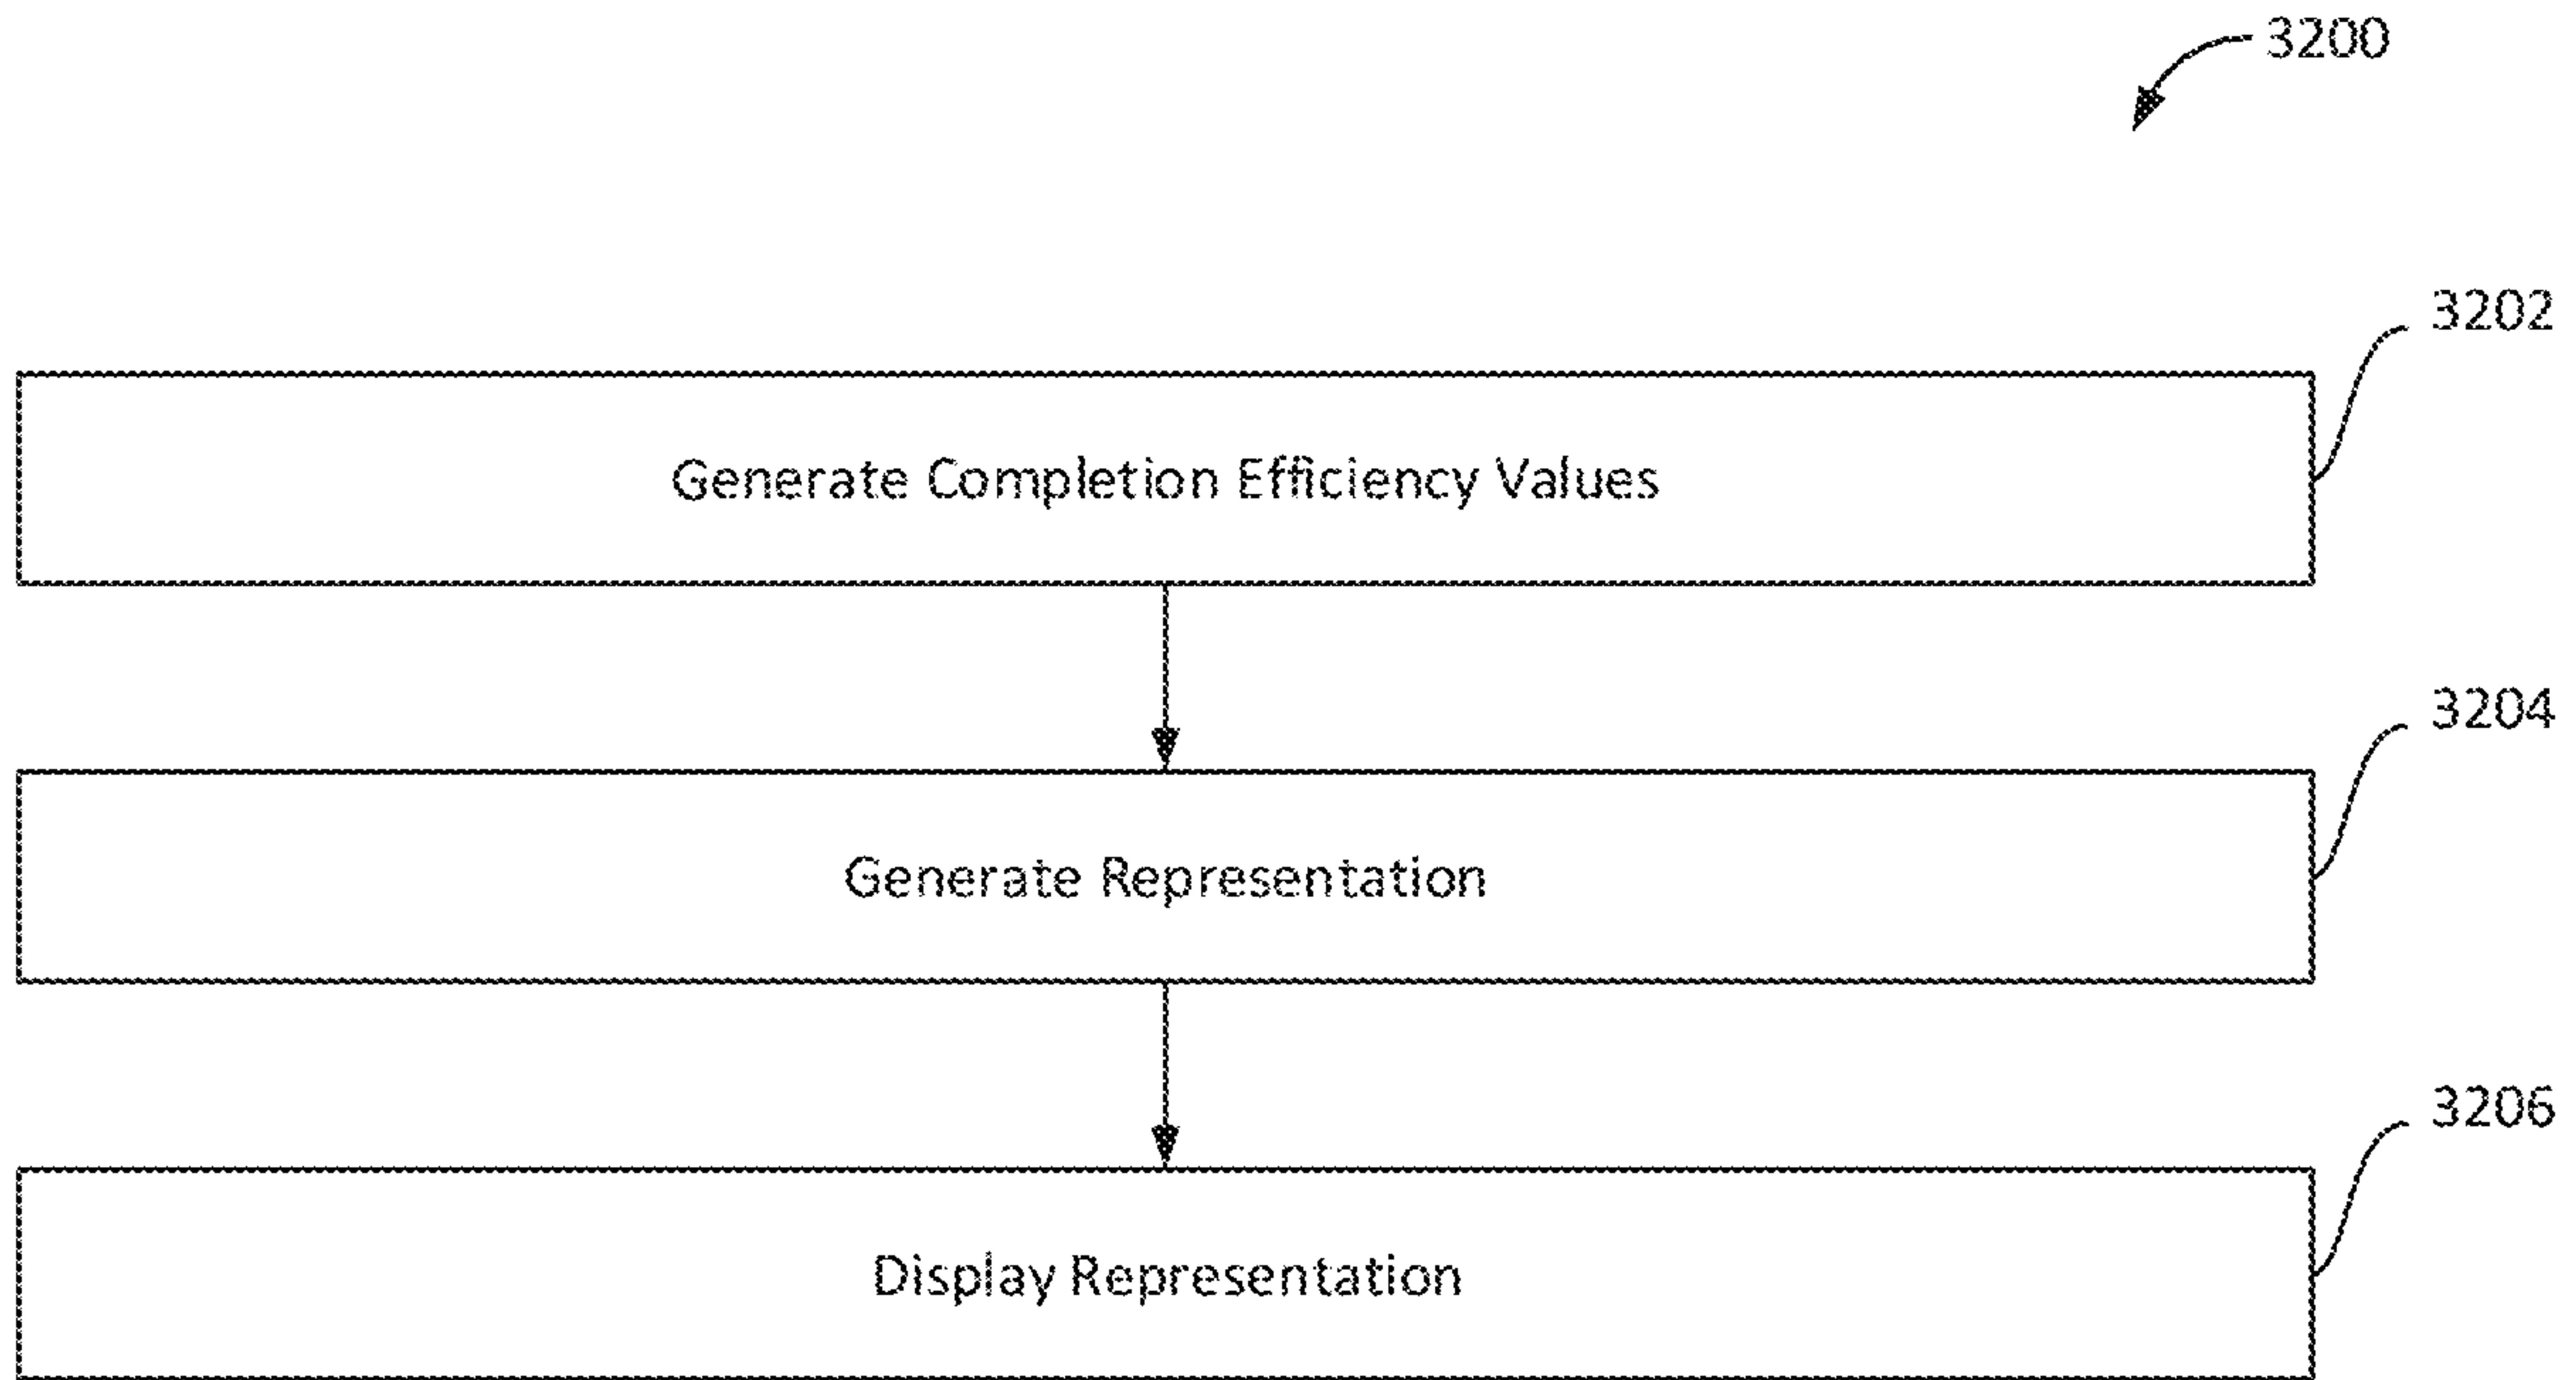 3200
3202
Generate Completion Efficiency Values
3204
Generate Representation
3206
Display Representation